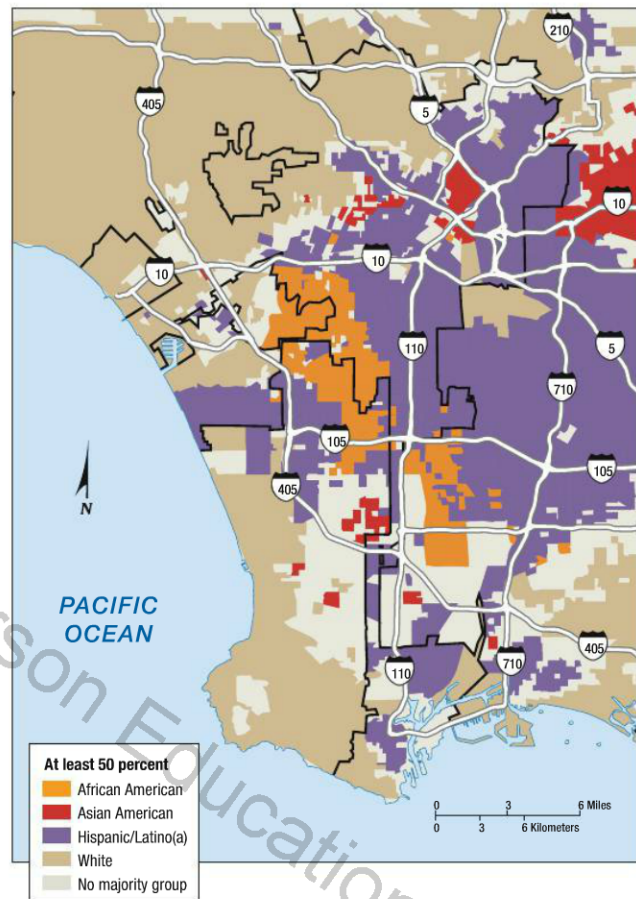 210
405
5
10
10
10
110
5
710
105
105
405
N
PACIFIC
OCEAN
110
710
405
At least 50 percent
African American
Asian American
Hispanic/Latino(a)
White
No majority group
0 3 6 Miles
0 3 6 Kilometers
rson Education